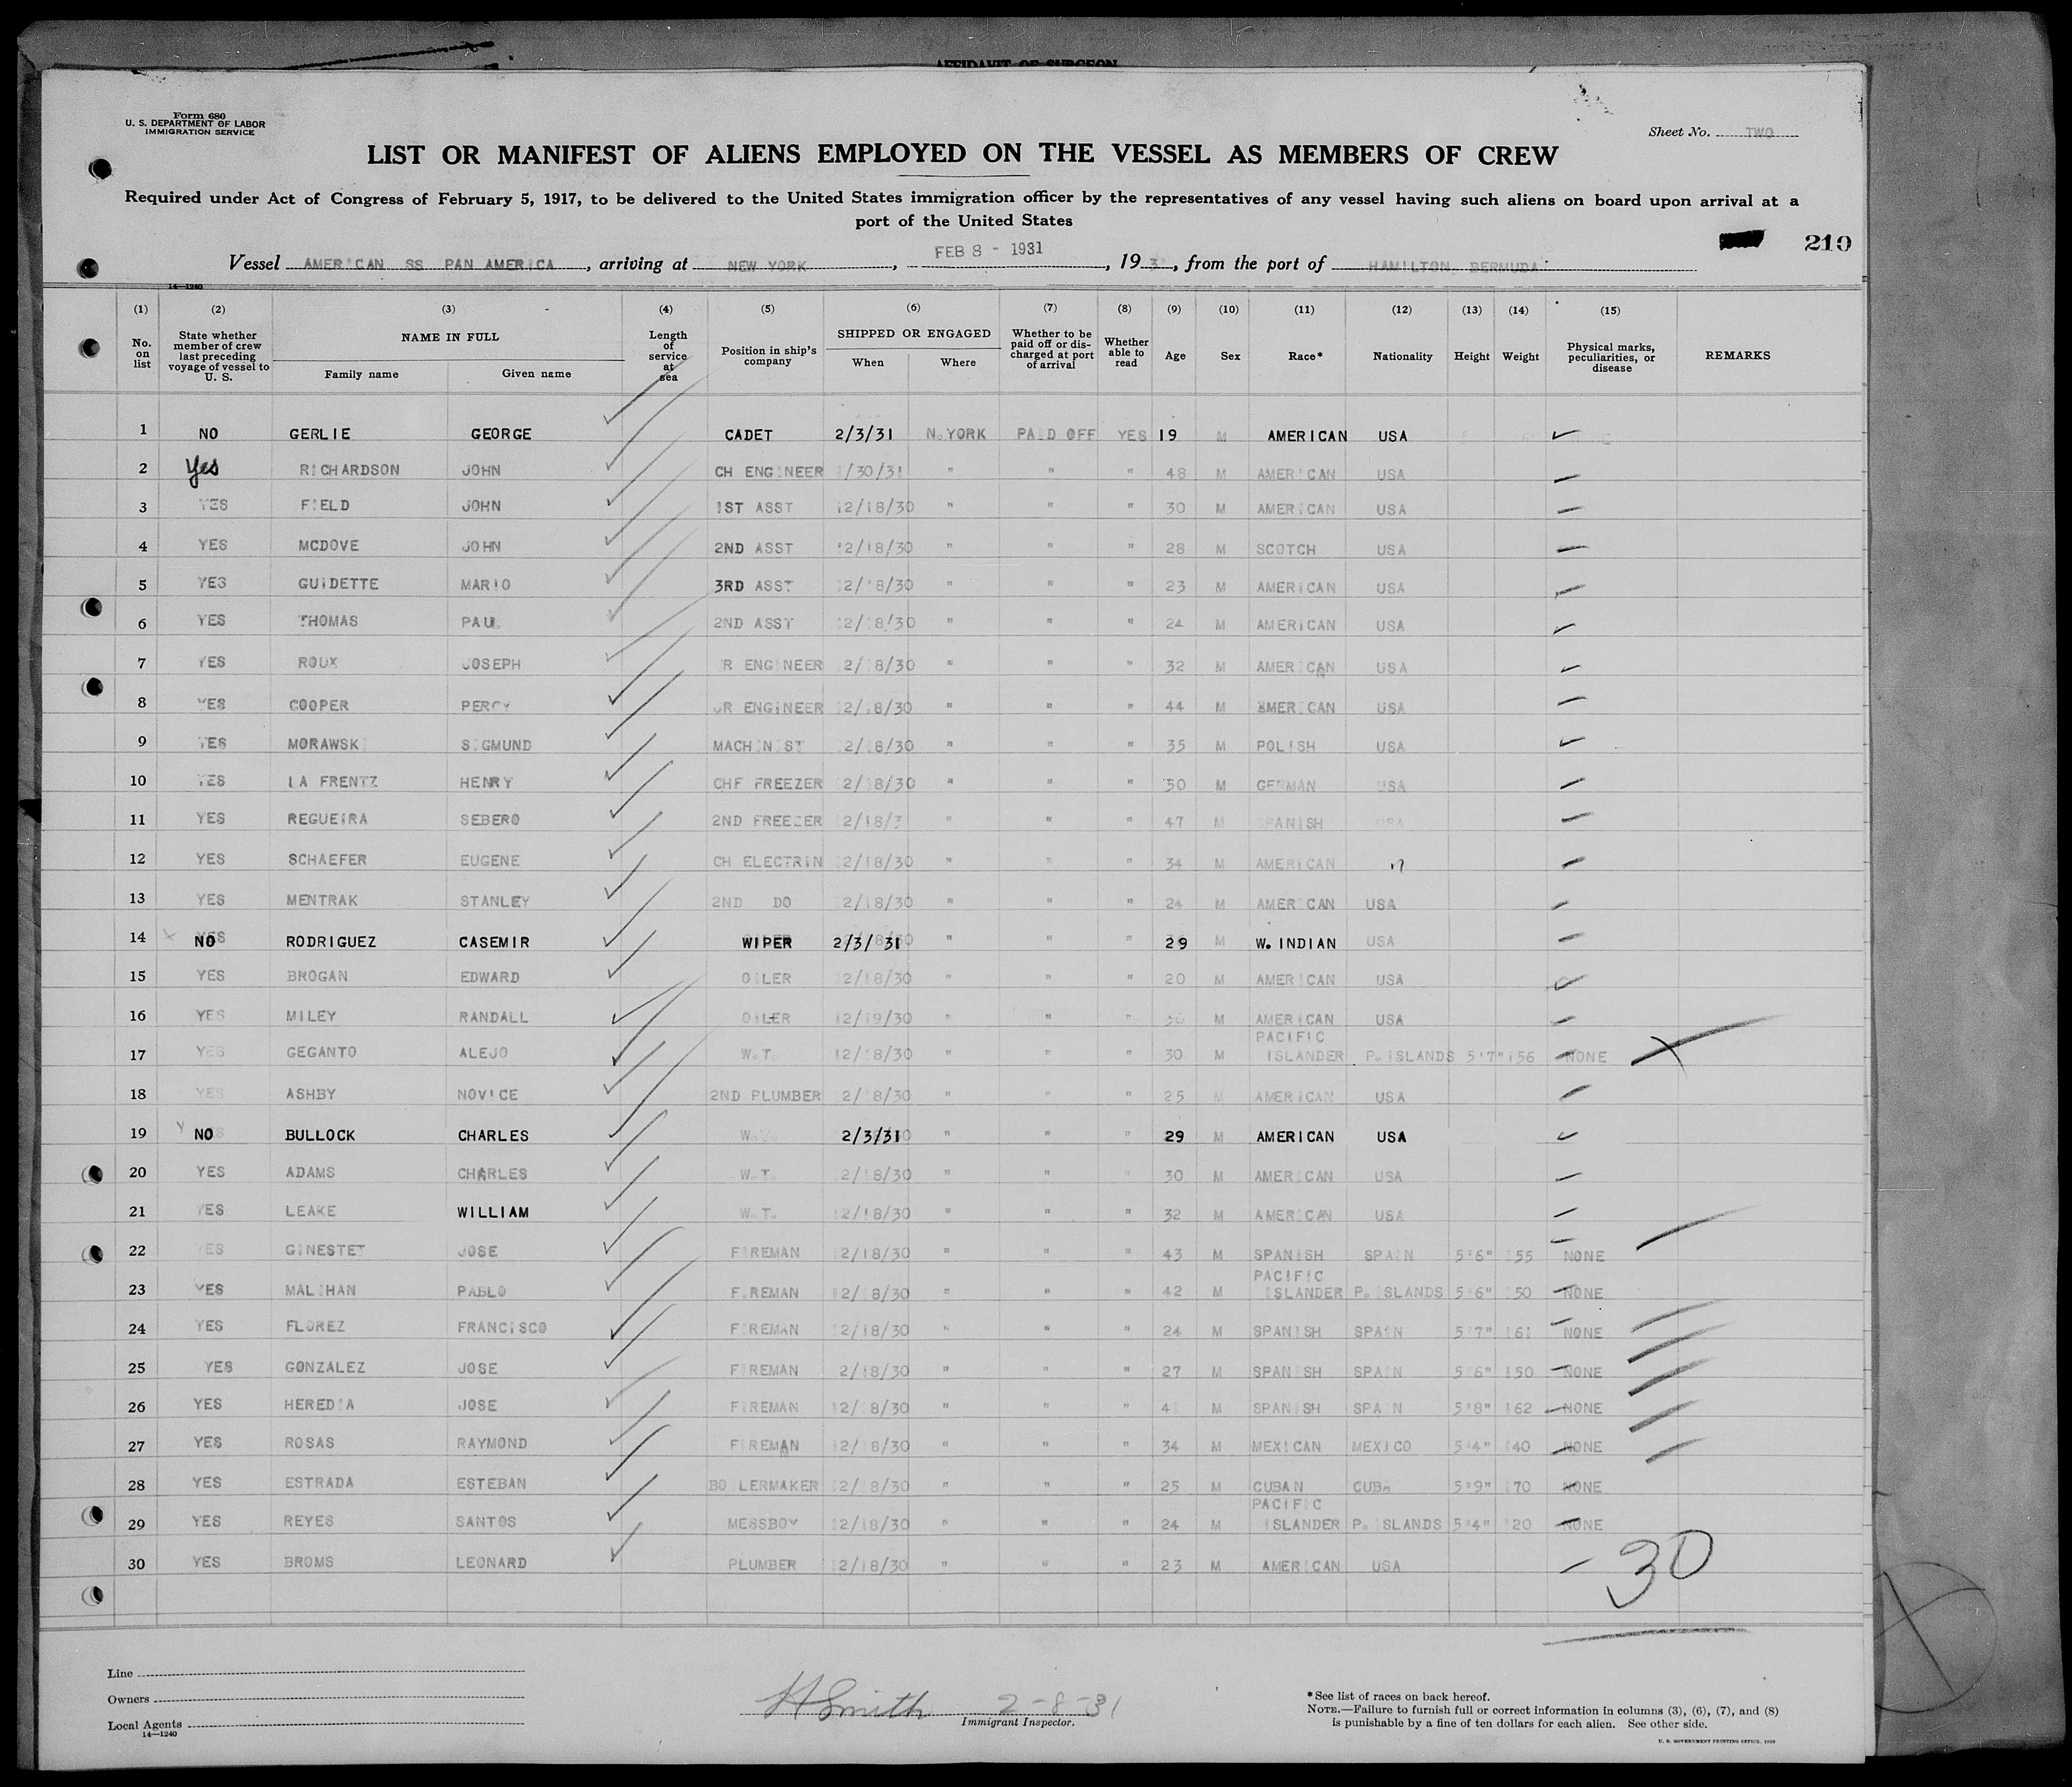 AFFIDAVIT OF SURGEON
Form 680
U. S. DEPARTMENT OF LABOR
IMMIGRATION SERVICE
Sheet No. TWO
LIST OR MANIFEST OF ALIENS EMPLOYED ON THE VESSEL AS MEMBERS OF CREW
Required under Act of Congress of February 5, 1917, to be delivered to the United States immigration officer by the representatives of any vessel having such aliens on board upon arrival at a
port of the United States
210
Vessel AMERICAN SS PAN AMERICA, arriving at NEW YORK, FEB 8 - 1931, 193, from the port of HAMILTON, BERMUDA
14—1240
(1) (2) (3) (4) (5) (6) (7) (8) (9) (10) (11) (12) (13) (14) (15)
No. on list State whether member of crew last preceding voyage of vessel to U. S. NAME IN FULL Family name Given name Length of service at sea Position in ship's company SHIPPED OR ENGAGED When Where Whether to be paid off or discharged at port of arrival Whether able to read Age Sex Race* Nationality Height Weight Physical marks, peculiarities, or disease REMARKS
1 NO GERLIE GEORGE CADET 2/3/31 N.YORK PAID OFF YES 19 M AMERICAN USA
2 Yes RICHARDSON JOHN CH ENGINEER 1/30/31 " " " 48 M AMERICAN USA
3 YES FIELD JOHN 1ST ASST 12/18/30 " " " 30 M AMERICAN USA
4 YES MCDOVE JOHN 2ND ASST 12/18/30 " " " 28 M SCOTCH USA
5 YES GUIDETTE MARIO 3RD ASST 12/18/30 " " " 23 M AMERICAN USA
6 YES THOMAS PAUL 2ND ASST 12/18/30 " " " 24 M AMERICAN USA
7 YES ROUX JOSEPH JR ENGINEER 12/18/30 " " " 32 M AMERICAN USA
8 YES COOPER PERCY JR ENGINEER 12/18/30 " " " 44 M AMERICAN USA
9 YES MORAWSKI SIGMUND MACHINIST 12/18/30 " " " 35 M POLISH USA
10 YES LA FRENTZ HENRY CHF FREEZER 12/18/30 " " " 50 M GERMAN USA
11 YES REGUEIRA SEBERO 2ND FREEZER 12/18/3 " " " 47 M SPANISH USA
12 YES SCHAEFER EUGENE CH ELECTRIN 12/18/30 " " " 34 M AMERICAN "
13 YES MENTRAK STANLEY 2ND DO 12/18/30 " " " 24 M AMERICAN USA
14 NO RODRIGUEZ CASEMIR WIPER 2/3/31 " " " 29 M W. INDIAN USA
15 YES BROGAN EDWARD OILER 12/18/30 " " " 20 M AMERICAN USA
16 YES MILEY RANDALL OILER 12/19/30 " " " M AMERICAN USA
17 YES GEGANTO ALEJO W.T. 12/18/30 " " " 30 M PACIFIC ISLANDER P. ISLANDS 5'7" 156 NONE
18 YES ASHBY NOVICE 2ND PLUMBER 12/18/30 " " " 25 M AMERICAN USA
19 NO BULLOCK CHARLES W. 2/3/31 " " " 29 M AMERICAN USA
20 YES ADAMS CHARLES W.T. 12/18/30 " " " 30 M AMERICAN USA
21 YES LEAKE WILLIAM W.T. 12/18/30 " " " 32 M AMERICAN USA
22 YES GINESTET JOSE FIREMAN 12/18/30 " " " 43 M SPANISH SPAIN 5'6" 155 NONE
23 YES MALIHAN PABLO FIREMAN 12/18/30 " " " 42 M PACIFIC ISLANDER P. ISLANDS 5'6" 150 NONE
24 YES FLOREZ FRANCISCO FIREMAN 12/18/30 " " " 24 M SPANISH SPAIN 5'7" 161 NONE
25 YES GONZALEZ JOSE FIREMAN 12/18/30 " " " 27 M SPANISH SPAIN 5'6" 150 NONE
26 YES HEREDIA JOSE FIREMAN 12/18/30 " " " 41 M SPANISH SPAIN 5'8" 162 NONE
27 YES ROSAS RAYMOND FIREMAN 12/18/30 " " " 34 M MEXICAN MEXICO 5'4" 140 NONE
28 YES ESTRADA ESTEBAN BOILERMAKER 12/18/30 " " " 25 M CUBAN CUBA 5'9" 170 NONE
29 YES REYES SANTOS MESSBOY 12/18/30 " " " 24 M PACIFIC ISLANDER P. ISLANDS 5'4" 120 NONE
30 YES BROMS LEONARD PLUMBER 12/18/30 " " " 23 M AMERICAN USA
30
Line
Owners
Local Agents
14—1240
H Smith 2-8-31
Immigrant Inspector.
*See list of races on back hereof.
NOTE.—Failure to furnish full or correct information in columns (3), (6), (7), and (8)
is punishable by a fine of ten dollars for each alien. See other side.
U. S. GOVERNMENT PRINTING OFFICE